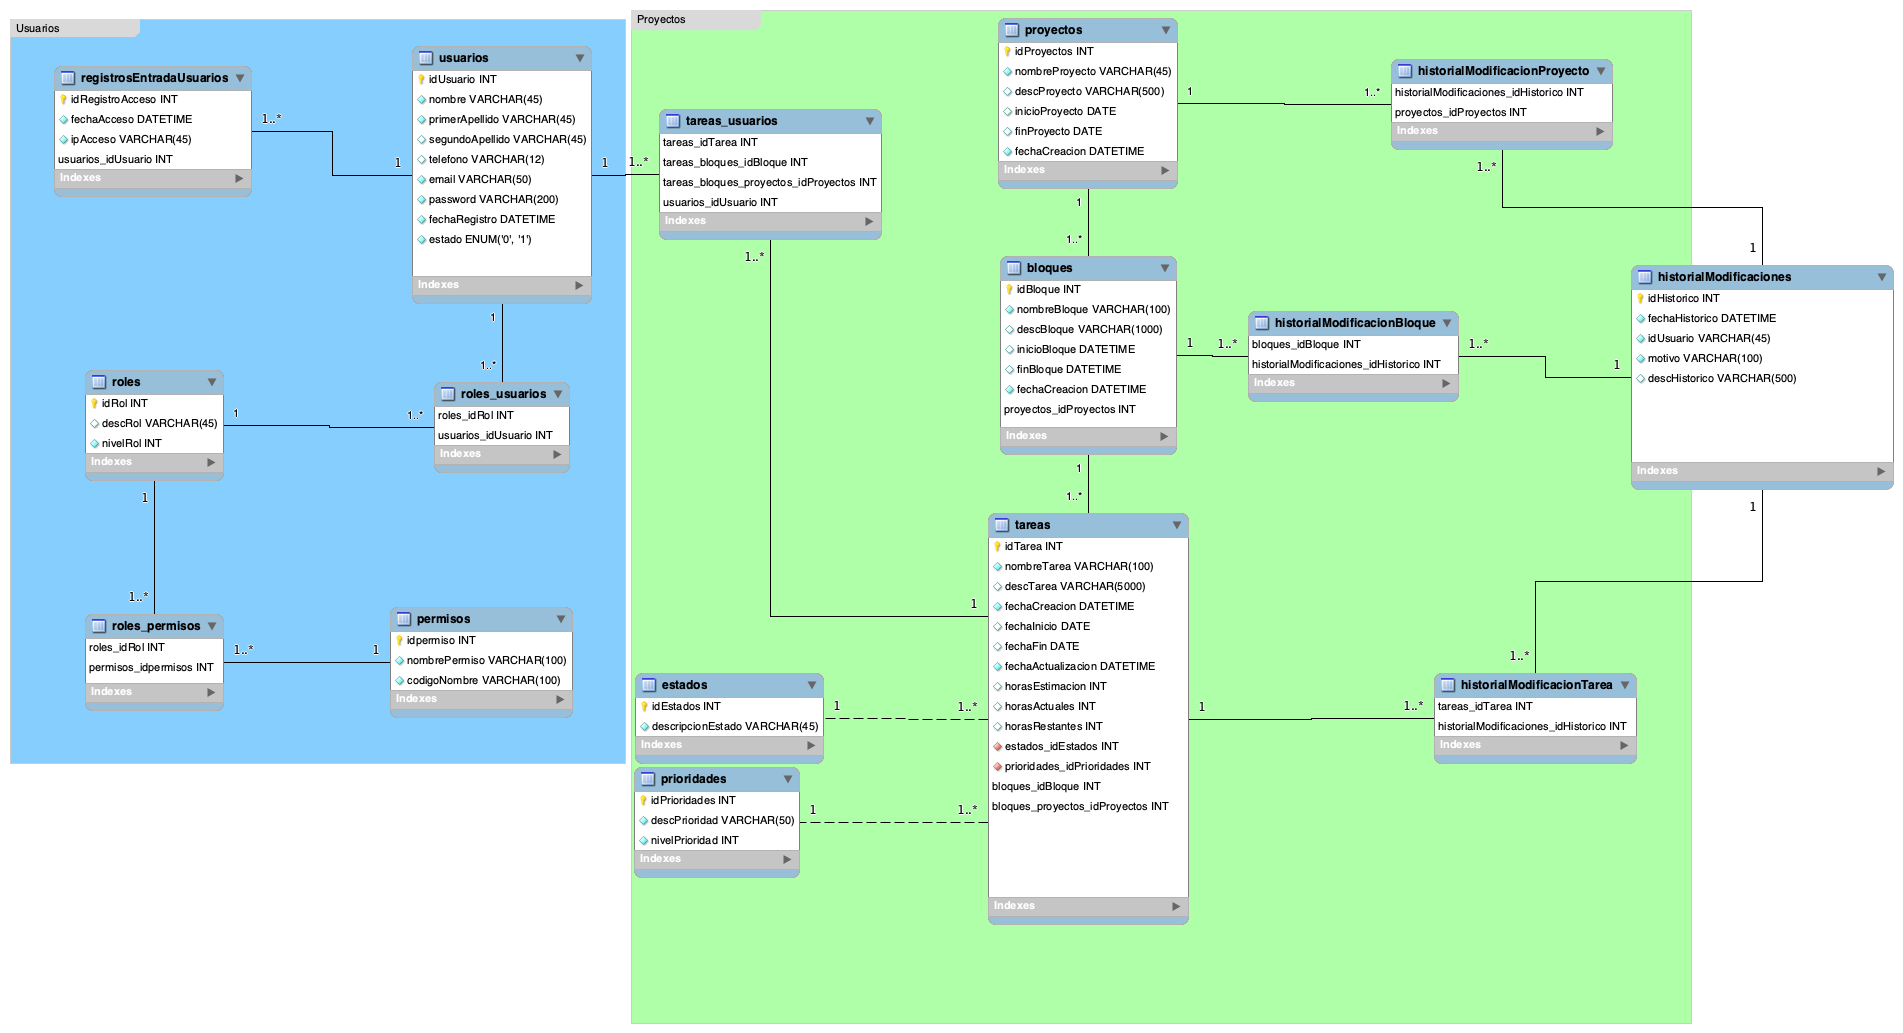 Usuarios
registrosEntradaUsuarios
idRegistroAcceso INT
fechaAcceso DATETIME
ipAcceso VARCHAR(45)
usuarios_idUsuario INT
Indexes
1..*
1
usuarios
idUsuario INT
nombre VARCHAR(45)
primerApellido VARCHAR(45)
segundoApellido VARCHAR(45)
telefono VARCHAR(12)
email VARCHAR(50)
password VARCHAR(200)
fechaRegistro DATETIME
estado ENUM('0', '1')
Indexes
1
1..*
1
1..*
roles
idRol INT
descRol VARCHAR(45)
nivelRol INT
Indexes
1
1..*
roles_usuarios
roles_idRol INT
usuarios_idUsuario INT
Indexes
1
1..*
roles_permisos
roles_idRol INT
permisos_idpermisos INT
Indexes
1..*
1
permisos
idpermiso INT
nombrePermiso VARCHAR(100)
codigoNombre VARCHAR(100)
Indexes
Proyectos
tareas_usuarios
tareas_idTarea INT
tareas_bloques_idBloque INT
tareas_bloques_proyectos_idProyectos INT
usuarios_idUsuario INT
Indexes
1..*
1
proyectos
idProyectos INT
nombreProyecto VARCHAR(45)
descProyecto VARCHAR(500)
inicioProyecto DATE
finProyecto DATE
fechaCreacion DATETIME
Indexes
1
1..*
1
1..*
historialModificacionProyecto
historialModificaciones_idHistorico INT
proyectos_idProyectos INT
Indexes
1..*
1
bloques
idBloque INT
nombreBloque VARCHAR(100)
descBloque VARCHAR(1000)
inicioBloque DATETIME
finBloque DATETIME
fechaCreacion DATETIME
proyectos_idProyectos INT
Indexes
1
1..*
1
1..*
historialModificacionBloque
bloques_idBloque INT
historialModificaciones_idHistorico INT
Indexes
1..*
1
historialModificaciones
idHistorico INT
fechaHistorico DATETIME
idUsuario VARCHAR(45)
motivo VARCHAR(100)
descHistorico VARCHAR(500)
Indexes
1
1..*
tareas
idTarea INT
nombreTarea VARCHAR(100)
descTarea VARCHAR(5000)
fechaCreacion DATETIME
fechaInicio DATE
fechaFin DATE
fechaActualizacion DATETIME
horasEstimacion INT
horasActuales INT
horasRestantes INT
estados_idEstados INT
prioridades_idPrioridades INT
bloques_idBloque INT
bloques_proyectos_idProyectos INT
Indexes
1
1..*
historialModificacionTarea
tareas_idTarea INT
historialModificaciones_idHistorico INT
Indexes
estados
idEstados INT
descripcionEstado VARCHAR(45)
Indexes
1
1..*
prioridades
idPrioridades INT
descPrioridad VARCHAR(50)
nivelPrioridad INT
Indexes
1
1..*